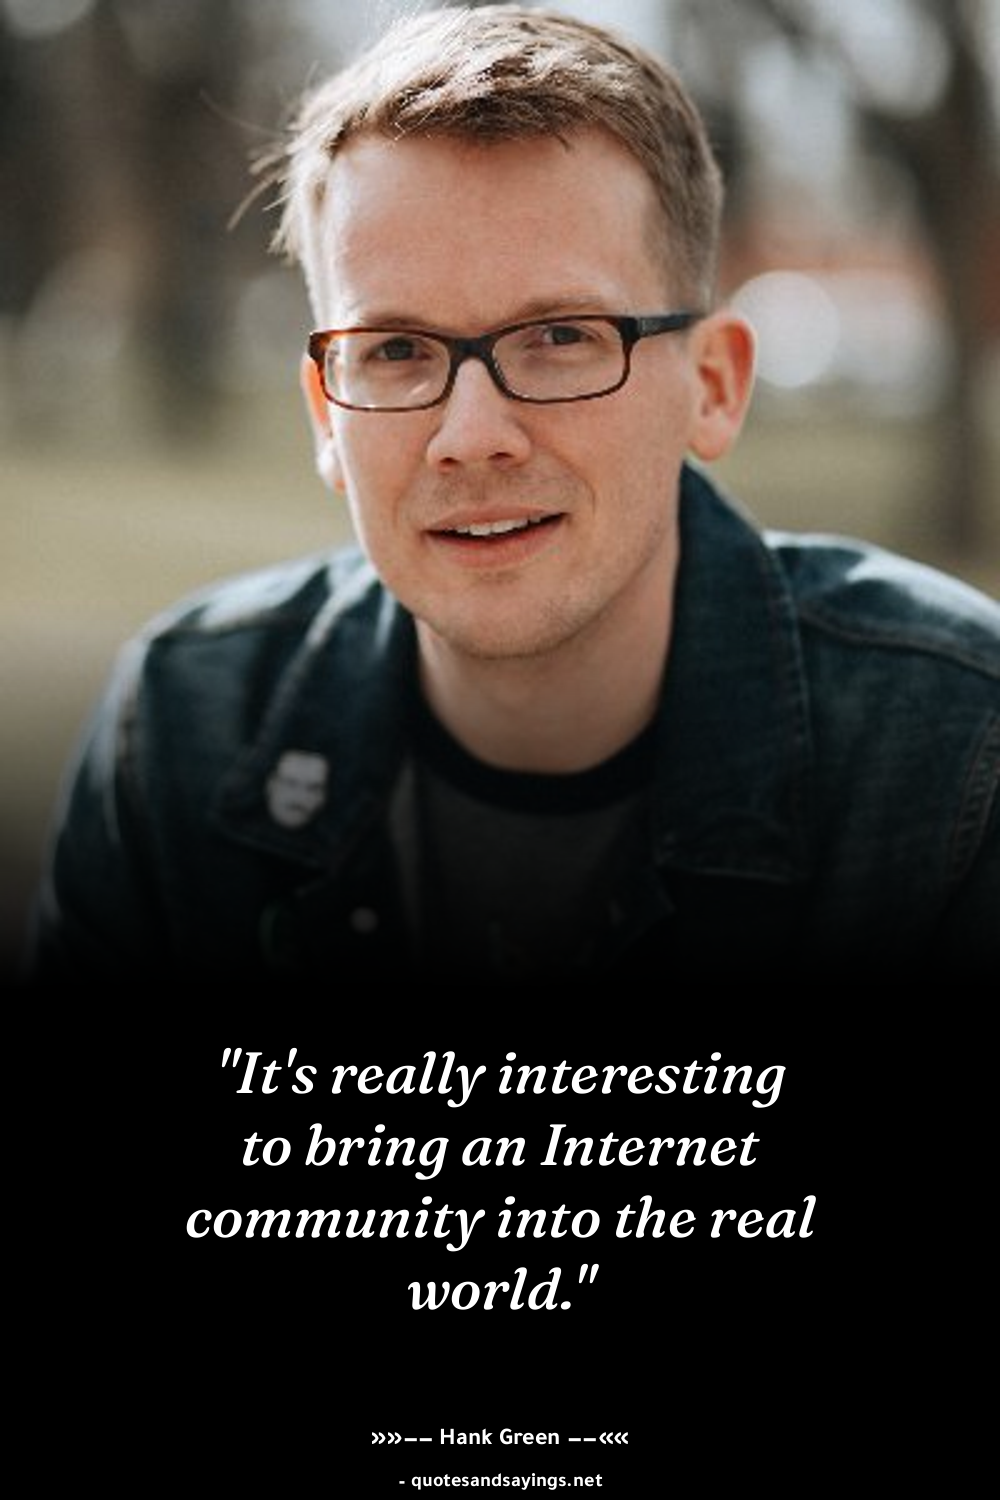 "It's really interesting
to bring an Internet
community into the real
world."
»»–– Hank Green ––««
- quotesandsayings.net